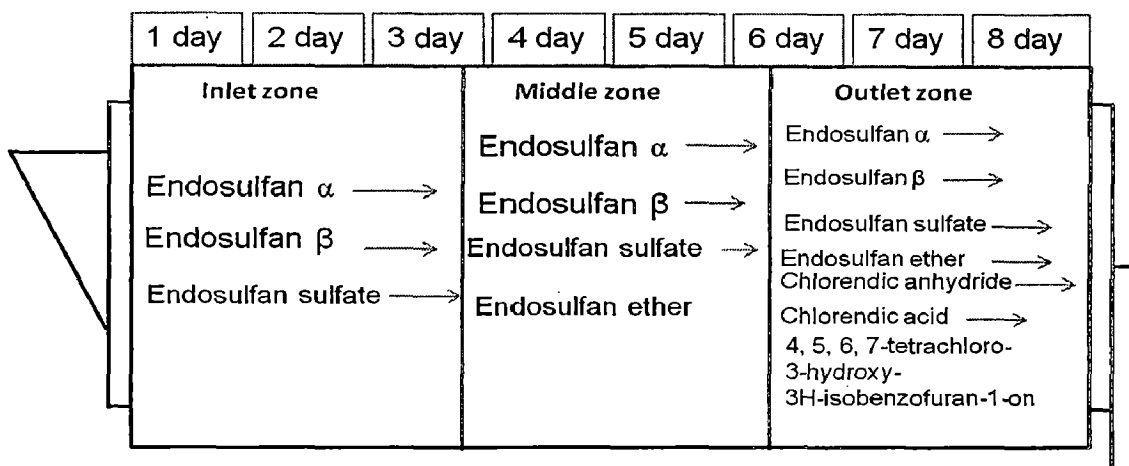 1 day 2 day 3 day 4 day 5 day 6 day 7 day 8 day
Inlet zone
Endosulfan α
Endosulfan β
Endosulfan sulfate
Middle zone
Endosulfan α
Endosulfan β
Endosulfan sulfate
Endosulfan ether
Outlet zone
Endosulfan α
Endosulfan β
Endosulfan sulfate
Endosulfan ether
Chlorendic anhydride
Chlorendic acid
4, 5, 6, 7-tetrachloro-
3-hydroxy-
3H-isobenzofuran-1-on